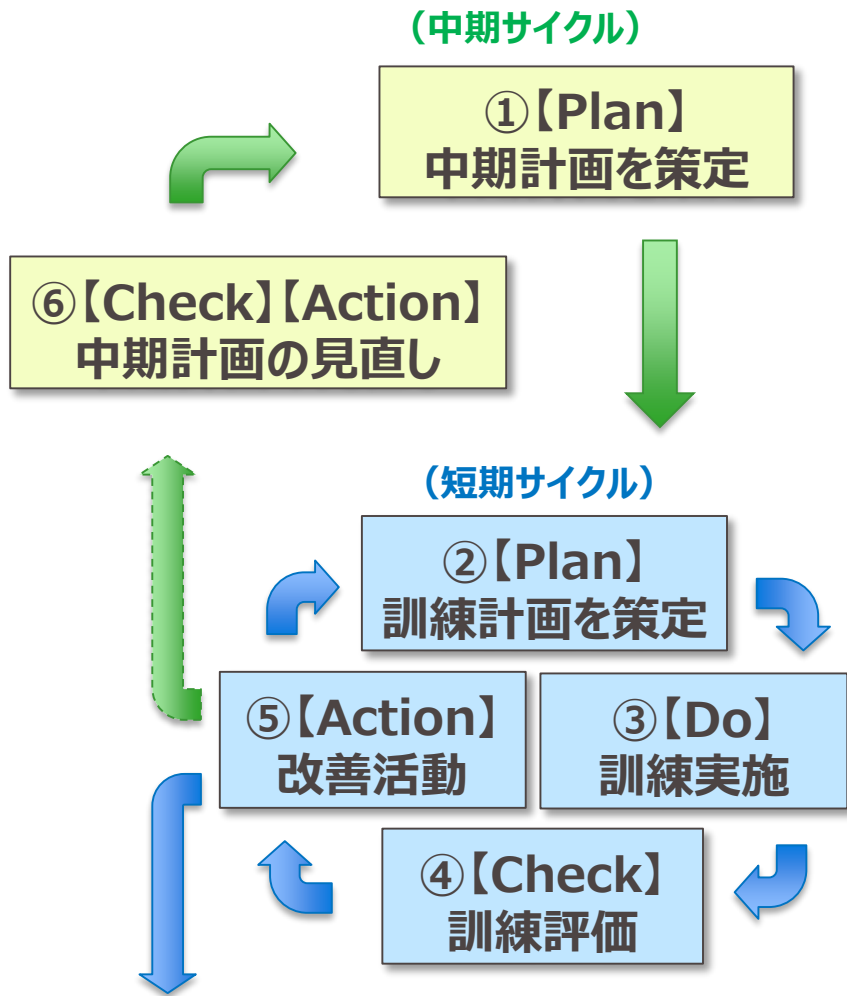 （中期サイクル）
①【Plan】
中期計画を策定
⑥【Check】【Action】
中期計画の見直し
（短期サイクル）
②【Plan】
訓練計画を策定
⑤【Action】
改善活動
③【Do】
訓練実施
④【Check】
訓練評価